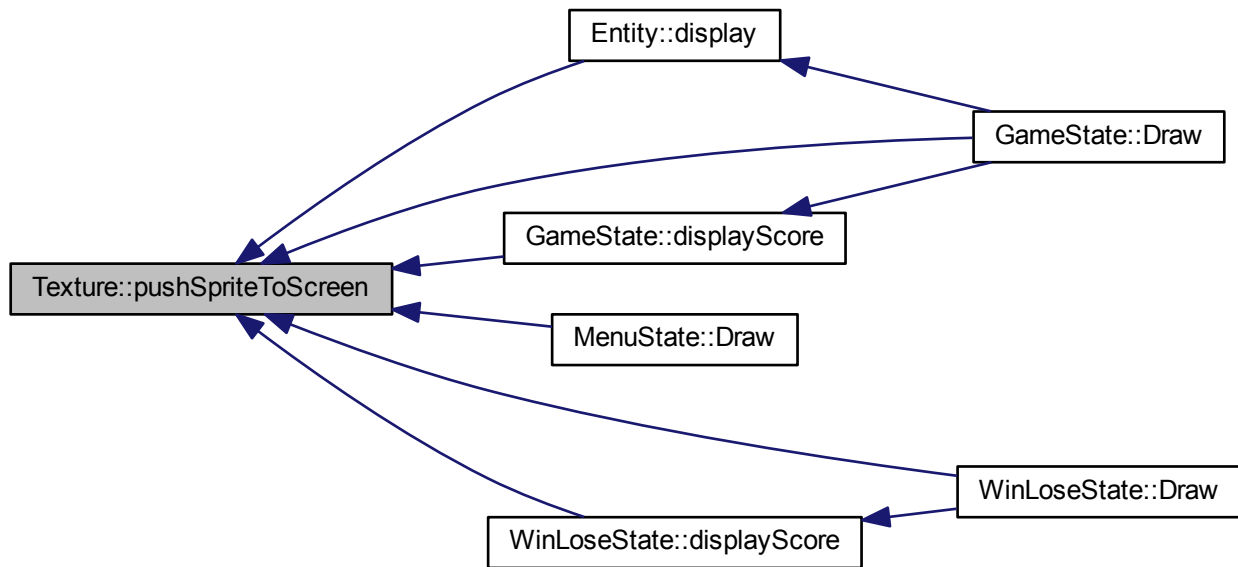 Entity::display
GameState::Draw
GameState::displayScore
Texture::pushSpriteToScreen
MenuState::Draw
WinLoseState::Draw
WinLoseState::displayScore